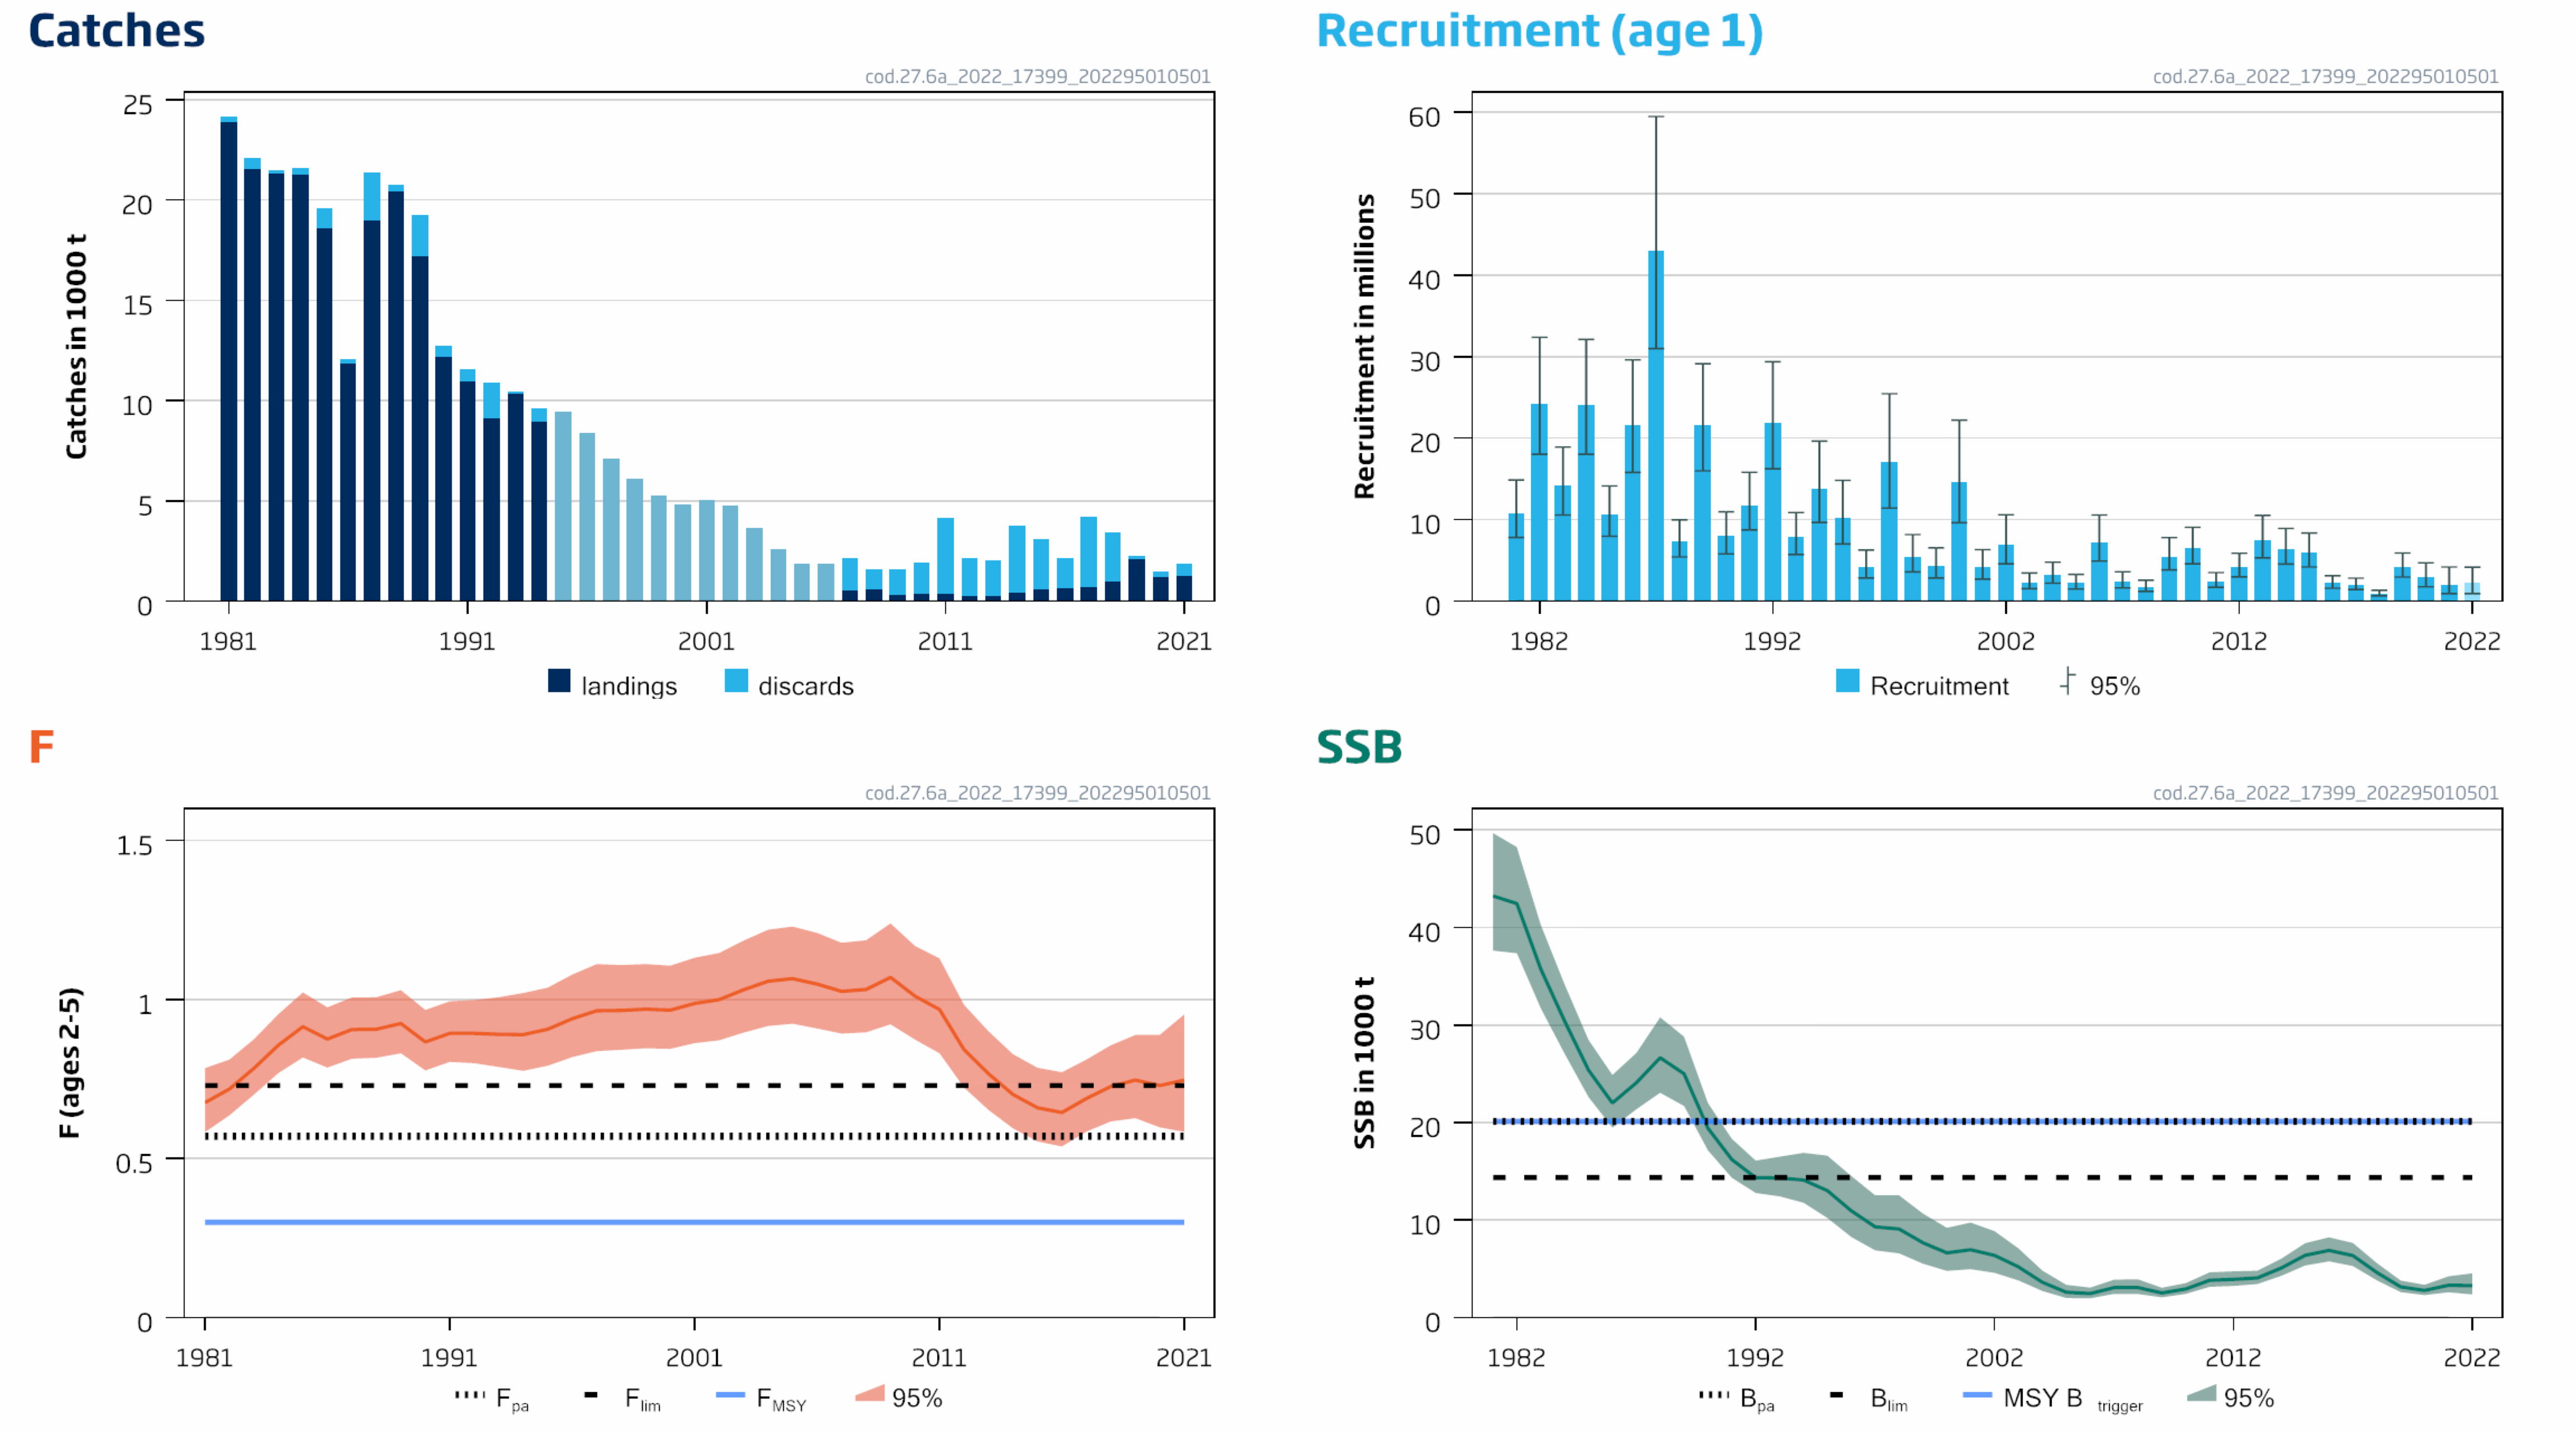 Catches
cod.27.6a_2022_17399_202295010501
Catches in 1000 t
25
20
15
10
5
0
1981
1991
2001
2011
2021
landings
discards
Recruitment (age 1)
cod.27.6a_2022_17399_202295010501
Recruitment in millions
60
50
40
30
20
10
0
1982
1992
2002
2012
2022
Recruitment
95%
F
cod.27.6a_2022_17399_202295010501
F (ages 2-5)
1.5
1
0.5
0
1981
1991
2001
2011
2021
Fpa
Flim
FMSY
95%
SSB
cod.27.6a_2022_17399_202295010501
SSB in 1000 t
50
40
30
20
10
0
1982
1992
2002
2012
2022
Bpa
Blim
MSY B trigger
95%